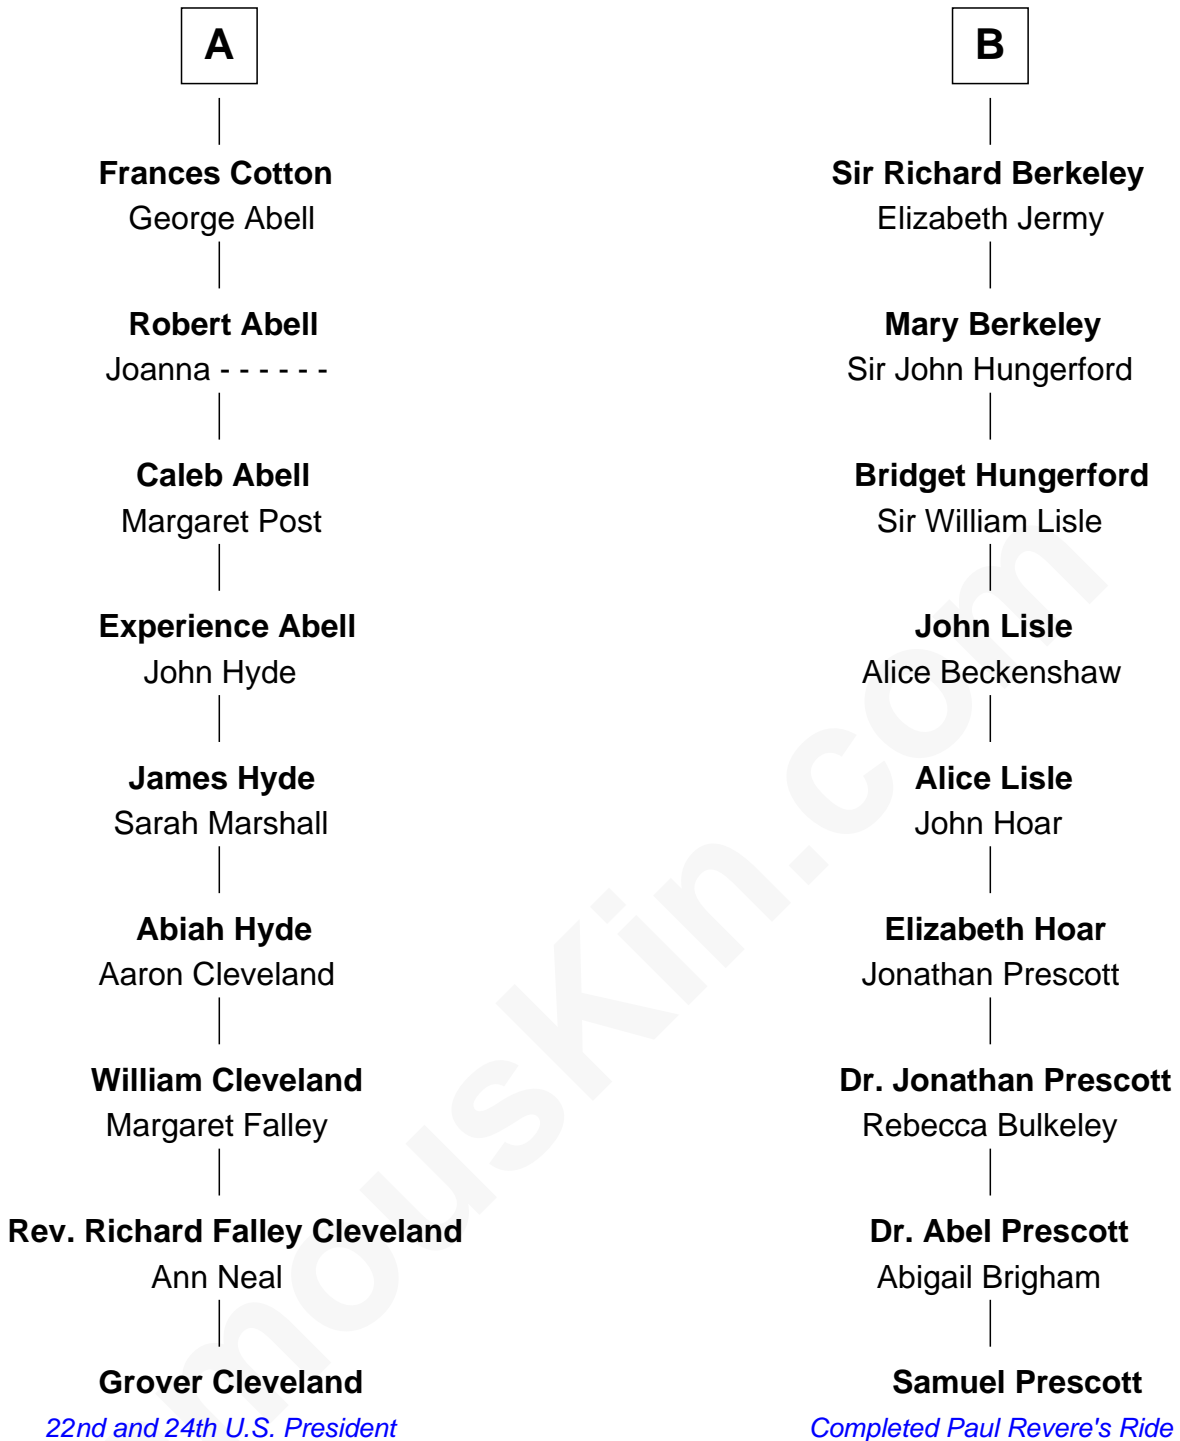 A
Frances Cotton
George Abell
Robert Abell
Joanna - - - - - -
Caleb Abell
Margaret Post
Experience Abell
John Hyde
James Hyde
Sarah Marshall
Abiah Hyde
Aaron Cleveland
William Cleveland
Margaret Falley
Rev. Richard Falley Cleveland
Ann Neal
Grover Cleveland
22nd and 24th U.S. President
B
Sir Richard Berkeley
Elizabeth Jermy
Mary Berkeley
Sir John Hungerford
Bridget Hungerford
Sir William Lisle
John Lisle
Alice Beckenshaw
Alice Lisle
John Hoar
Elizabeth Hoar
Jonathan Prescott
Dr. Jonathan Prescott
Rebecca Bulkeley
Dr. Abel Prescott
Abigail Brigham
Samuel Prescott
Completed Paul Revere's Ride
mousKin.com